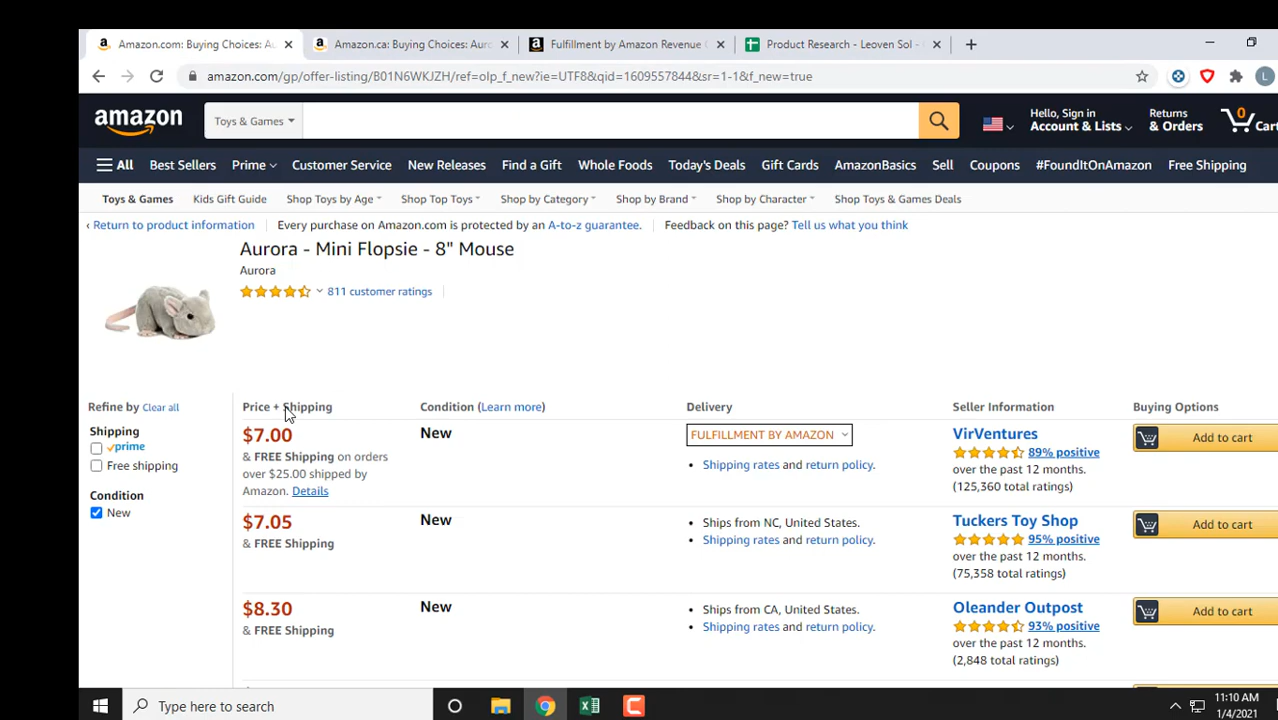 Amazon.com: Buying Choices: Au
Amazon.ca: Buying Choices: Auro
Fulfillment by Amazon Revenue C
Product Research - Leoven Sol -
amazon.com/gp/offer-listing/B01N6WKJZH/ref=olp_f_new?ie=UTF8&qid=1609557844&sr=1-1&f_new=true
L
amazon
Toys & Games
Hello, Sign in
Account & Lists
Returns
& Orders
0
Cart
All
Best Sellers
Prime
Customer Service
New Releases
Find a Gift
Whole Foods
Today's Deals
Gift Cards
AmazonBasics
Sell
Coupons
#FoundItOnAmazon
Free Shipping
Toys & Games
Kids Gift Guide
Shop Toys by Age
Shop Top Toys
Shop by Category
Shop by Brand
Shop by Character
Shop Toys & Games Deals
‹ Return to product information
Every purchase on Amazon.com is protected by an A-to-z guarantee.
Feedback on this page? Tell us what you think
Aurora - Mini Flopsie - 8" Mouse
Aurora
811 customer ratings
Refine by Clear all
Shipping
prime
Free shipping
Condition
New
Price + Shipping
Condition (Learn more)
Delivery
Seller Information
Buying Options
$7.00
& FREE Shipping on orders
over $25.00 shipped by
Amazon. Details
New
FULFILLMENT BY AMAZON
• Shipping rates and return policy.
VirVentures
89% positive
over the past 12 months.
(125,360 total ratings)
Add to cart
$7.05
& FREE Shipping
New
• Ships from NC, United States.
• Shipping rates and return policy.
Tuckers Toy Shop
95% positive
over the past 12 months.
(75,358 total ratings)
Add to cart
$8.30
& FREE Shipping
New
• Ships from CA, United States.
• Shipping rates and return policy.
Oleander Outpost
93% positive
over the past 12 months.
(2,848 total ratings)
Add to cart
Type here to search
11:10 AM
1/4/2021